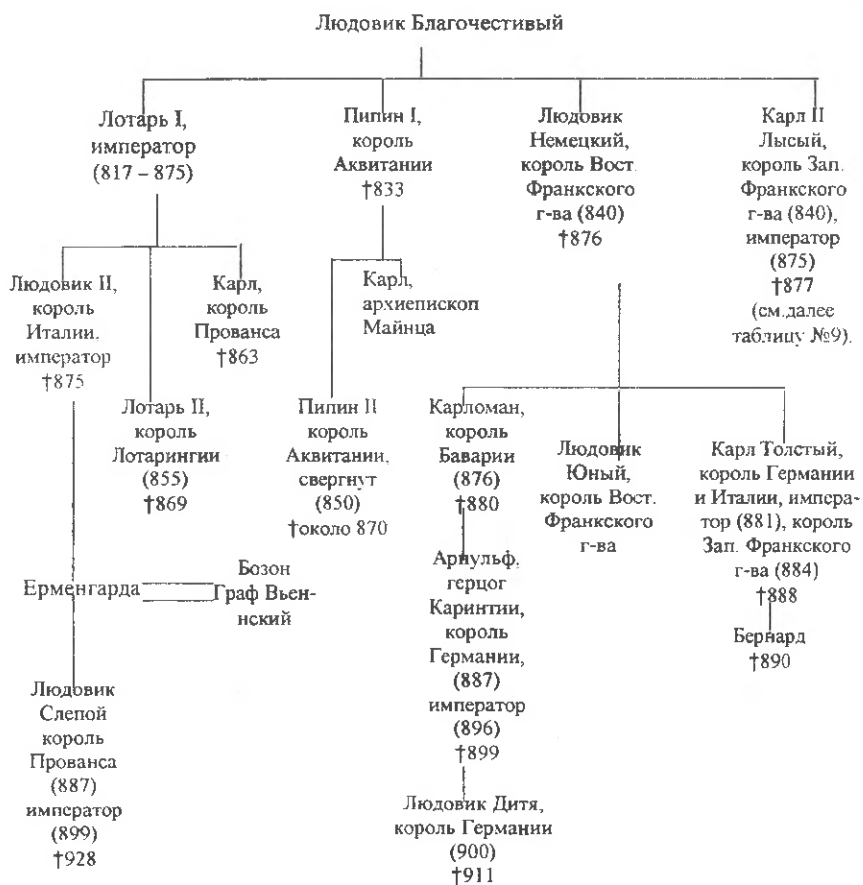 Людовик Благочестивый
Лотарь I,
император
(817 – 875)
Пипин I,
король
Аквитании
†833
Людовик
Немецкий,
король Вост.
Франкского
г-ва (840)
†876
Карл II
Лысый,
король Зап.
Франкского
г-ва (840),
император
(875)
†877
(см.далее
таблицу №9).
Людовик II,
король
Италии.
император
†875
Карл,
король
Прованса
†863
Карл,
архиепископ
Майнца
Лотарь II,
король
Лотарингии
(855)
†869
Пипин II
король
Аквитании,
свергнут
(850)
†около 870
Карломан,
король
Баварии
(876)
†880
Людовик
Юный,
король Вост.
Франкского
г-ва
Карл Толстый,
король Германии
и Италии, импера-
тор (881), король
Зап. Франкского
г-ва (884)
†888
Ерменгарда
Бозон
Граф Вьен-
нский
Арнульф,
герцог
Каринтии,
король
Германии,
(887)
император
(896)
†899
Бернард
†890
Людовик
Слепой
король
Прованса
(887)
император
(899)
†928
Людовик Дитя,
король Германии
(900)
†911